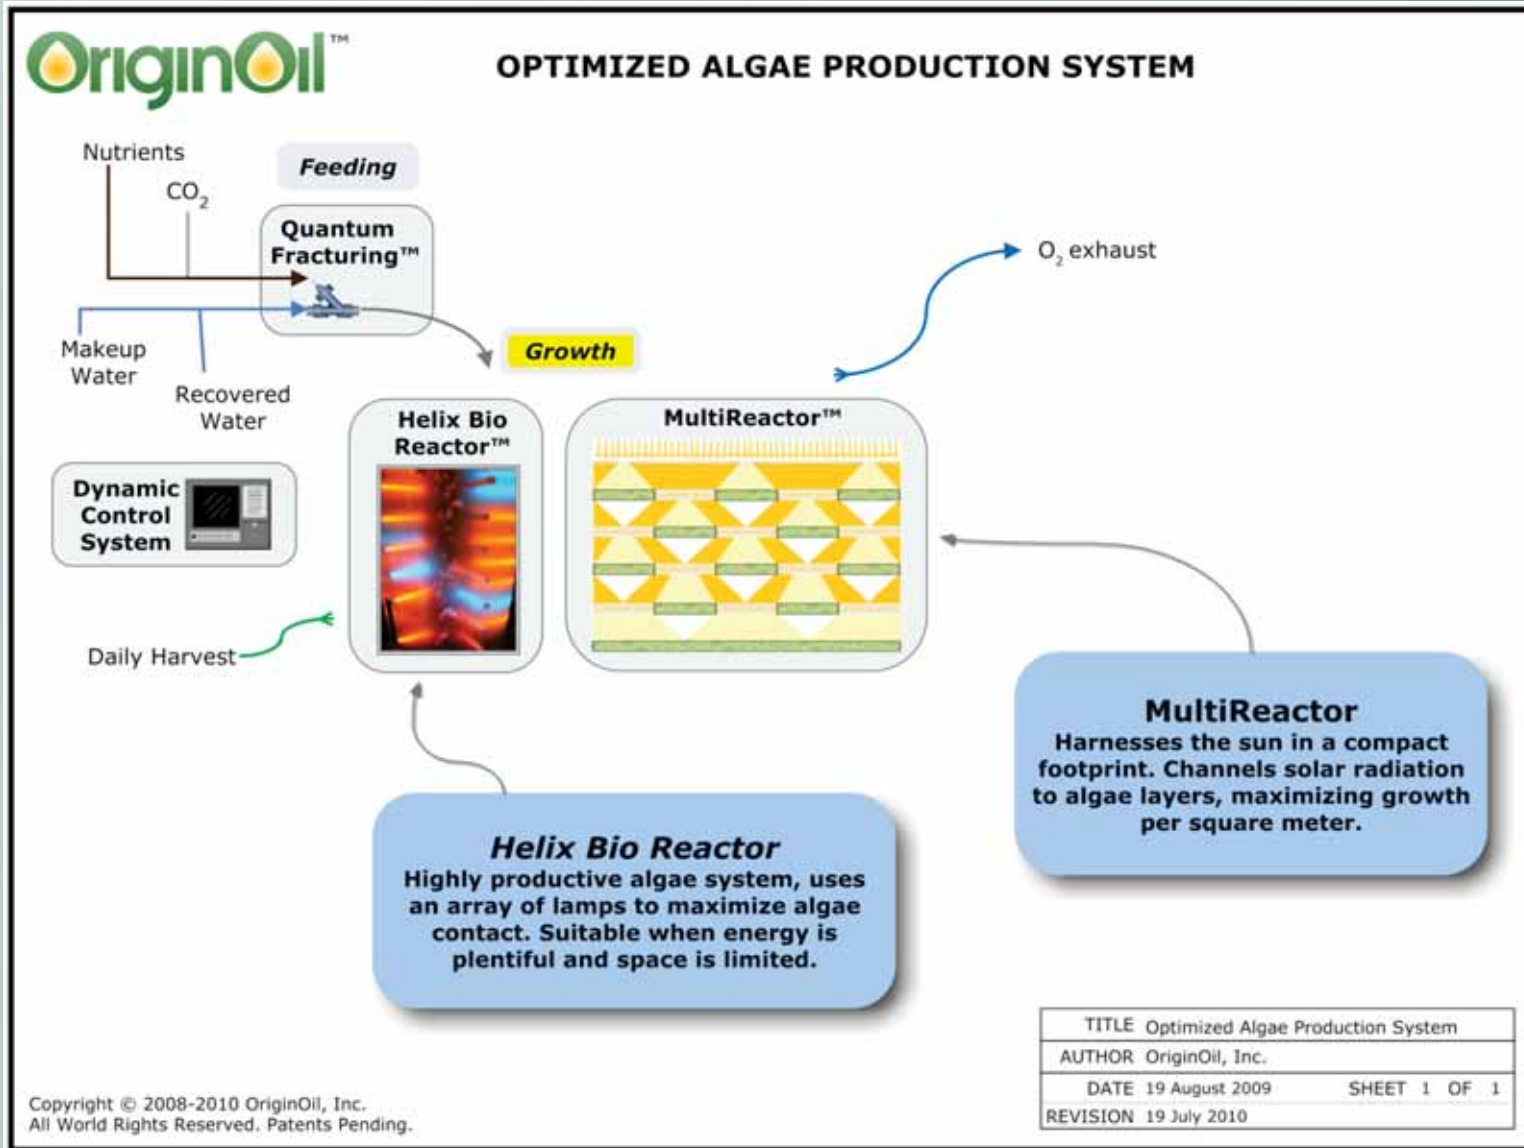 OriginOil™
OPTIMIZED ALGAE PRODUCTION SYSTEM
Nutrients
CO₂
Feeding
Quantum
Fracturing™
Makeup
Water
Recovered
Water
O₂ exhaust
Growth
Helix Bio
Reactor™
MultiReactor™
Dynamic
Control
System
Daily Harvest
MultiReactor
Harnesses the sun in a compact
footprint. Channels solar radiation
to algae layers, maximizing growth
per square meter.
Helix Bio Reactor
Highly productive algae system, uses
an array of lamps to maximize algae
contact. Suitable when energy is
plentiful and space is limited.
TITLE Optimized Algae Production System
AUTHOR OriginOil, Inc.
DATE 19 August 2009 SHEET 1 OF 1
REVISION 19 July 2010
Copyright © 2008-2010 OriginOil, Inc.
All World Rights Reserved. Patents Pending.